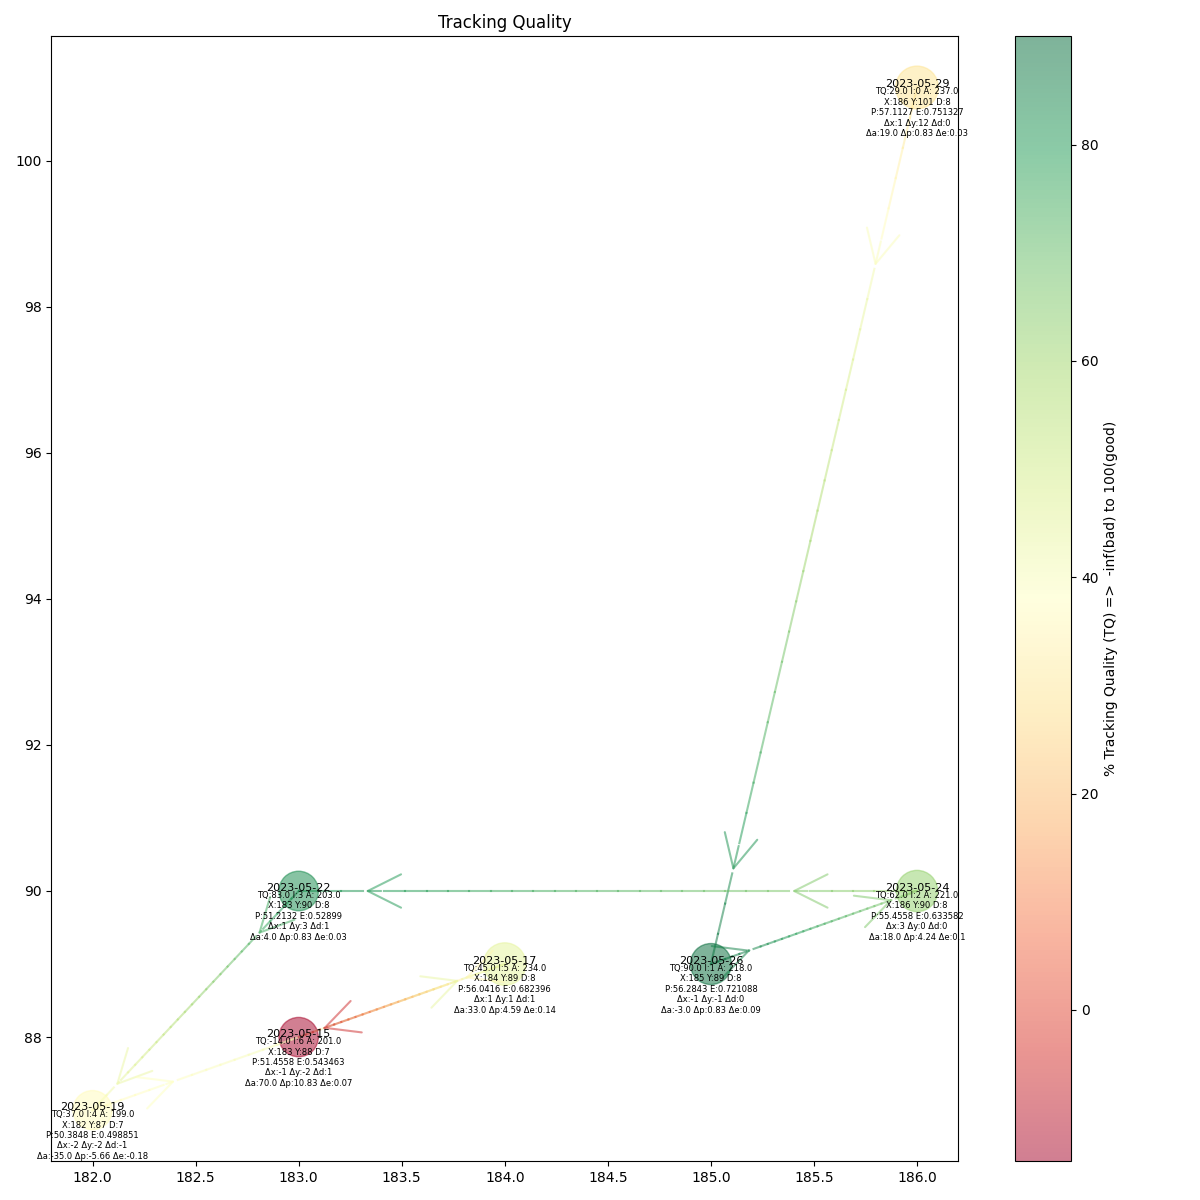 Tracking Quality
2023-05-29
TQ:29.0 I:0 A: 237.0
X:186 Y:101 D:8
P:57.1127 E:0.751327
Δx:1 Δy:12 Δd:0
Δa:19.0 Δp:0.83 Δe:0.03
2023-05-22
TQ:83.0 I:3 A: 203.0
X:183 Y:90 D:8
P:51.2132 E:0.52899
Δx:1 Δy:3 Δd:1
Δa:4.0 Δp:0.83 Δe:0.03
2023-05-24
TQ:62.0 I:2 A: 221.0
X:186 Y:90 D:8
P:55.4558 E:0.633582
Δx:3 Δy:0 Δd:0
Δa:18.0 Δp:4.24 Δe:0.1
2023-05-17
TQ:45.0 I:5 A: 234.0
X:184 Y:89 D:8
P:56.0416 E:0.682396
Δx:1 Δy:1 Δd:1
Δa:33.0 Δp:4.59 Δe:0.14
2023-05-26
TQ:90.0 I:1 A: 218.0
X:185 Y:89 D:8
P:56.2843 E:0.721088
Δx:-1 Δy:-1 Δd:0
Δa:-3.0 Δp:0.83 Δe:0.09
2023-05-15
TQ:-14.0 I:6 A: 201.0
X:183 Y:88 D:7
P:51.4558 E:0.543463
Δx:-1 Δy:-2 Δd:1
Δa:70.0 Δp:10.83 Δe:0.07
2023-05-19
TQ:37.0 I:4 A: 199.0
X:182 Y:87 D:7
P:50.3848 E:0.498851
Δx:-2 Δy:-2 Δd:-1
Δa:-35.0 Δp:-5.66 Δe:-0.18
100
98
96
94
92
90
88
182.0 182.5 183.0 183.5 184.0 184.5 185.0 185.5 186.0
80
60
40
20
0
% Tracking Quality (TQ) => -inf(bad) to 100(good)